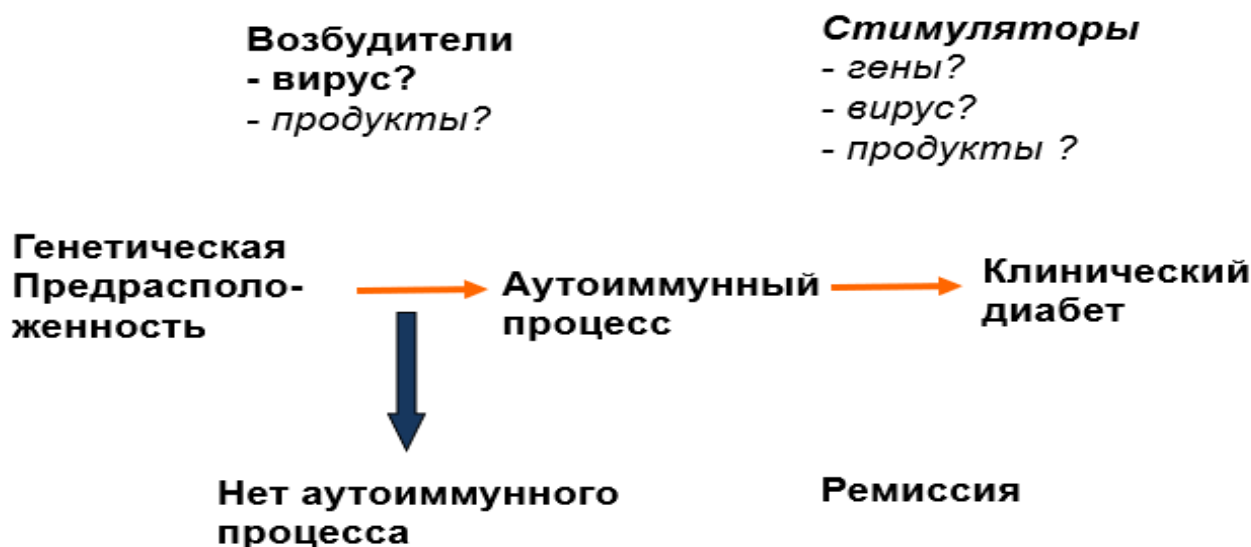 Возбудители
- вирус?
- продукты?
Стимуляторы
- гены?
- вирус?
- продукты ?
Генетическая
Предрасполо-
женность
Аутоиммунный
процесс
Клинический
диабет
Нет аутоиммунного
процесса
Ремиссия